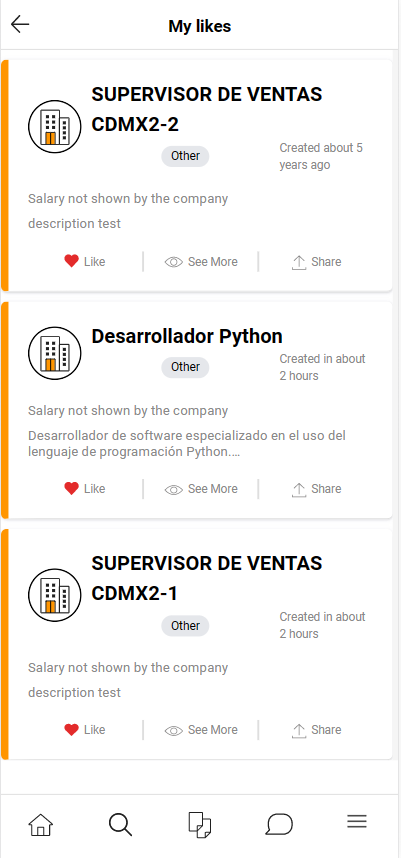 My likes
SUPERVISOR DE VENTAS
CDMX2-2
Other
Created about 5
years ago
Salary not shown by the company
description test
Like
See More
Share
Desarrollador Python
Other
Created in about
2 hours
Salary not shown by the company
Desarrollador de software especializado en el uso del
lenguaje de programación Python....
Like
See More
Share
SUPERVISOR DE VENTAS
CDMX2-1
Other
Created in about
2 hours
Salary not shown by the company
description test
Like
See More
Share